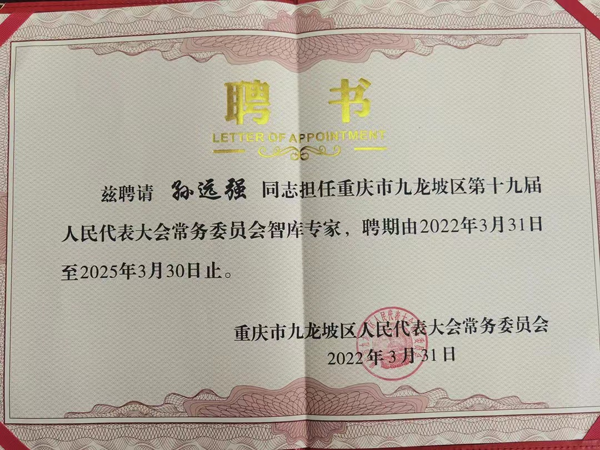 聘书
LETTER OF APPOINTMENT
兹聘请 孙远强 同志担任重庆市九龙坡区第十九届
人民代表大会常务委员会智库专家，聘期由2022年3月31日
至2025年3月30日止。
重庆市九龙坡区人民代表大会常务委员会
2022年3月31日